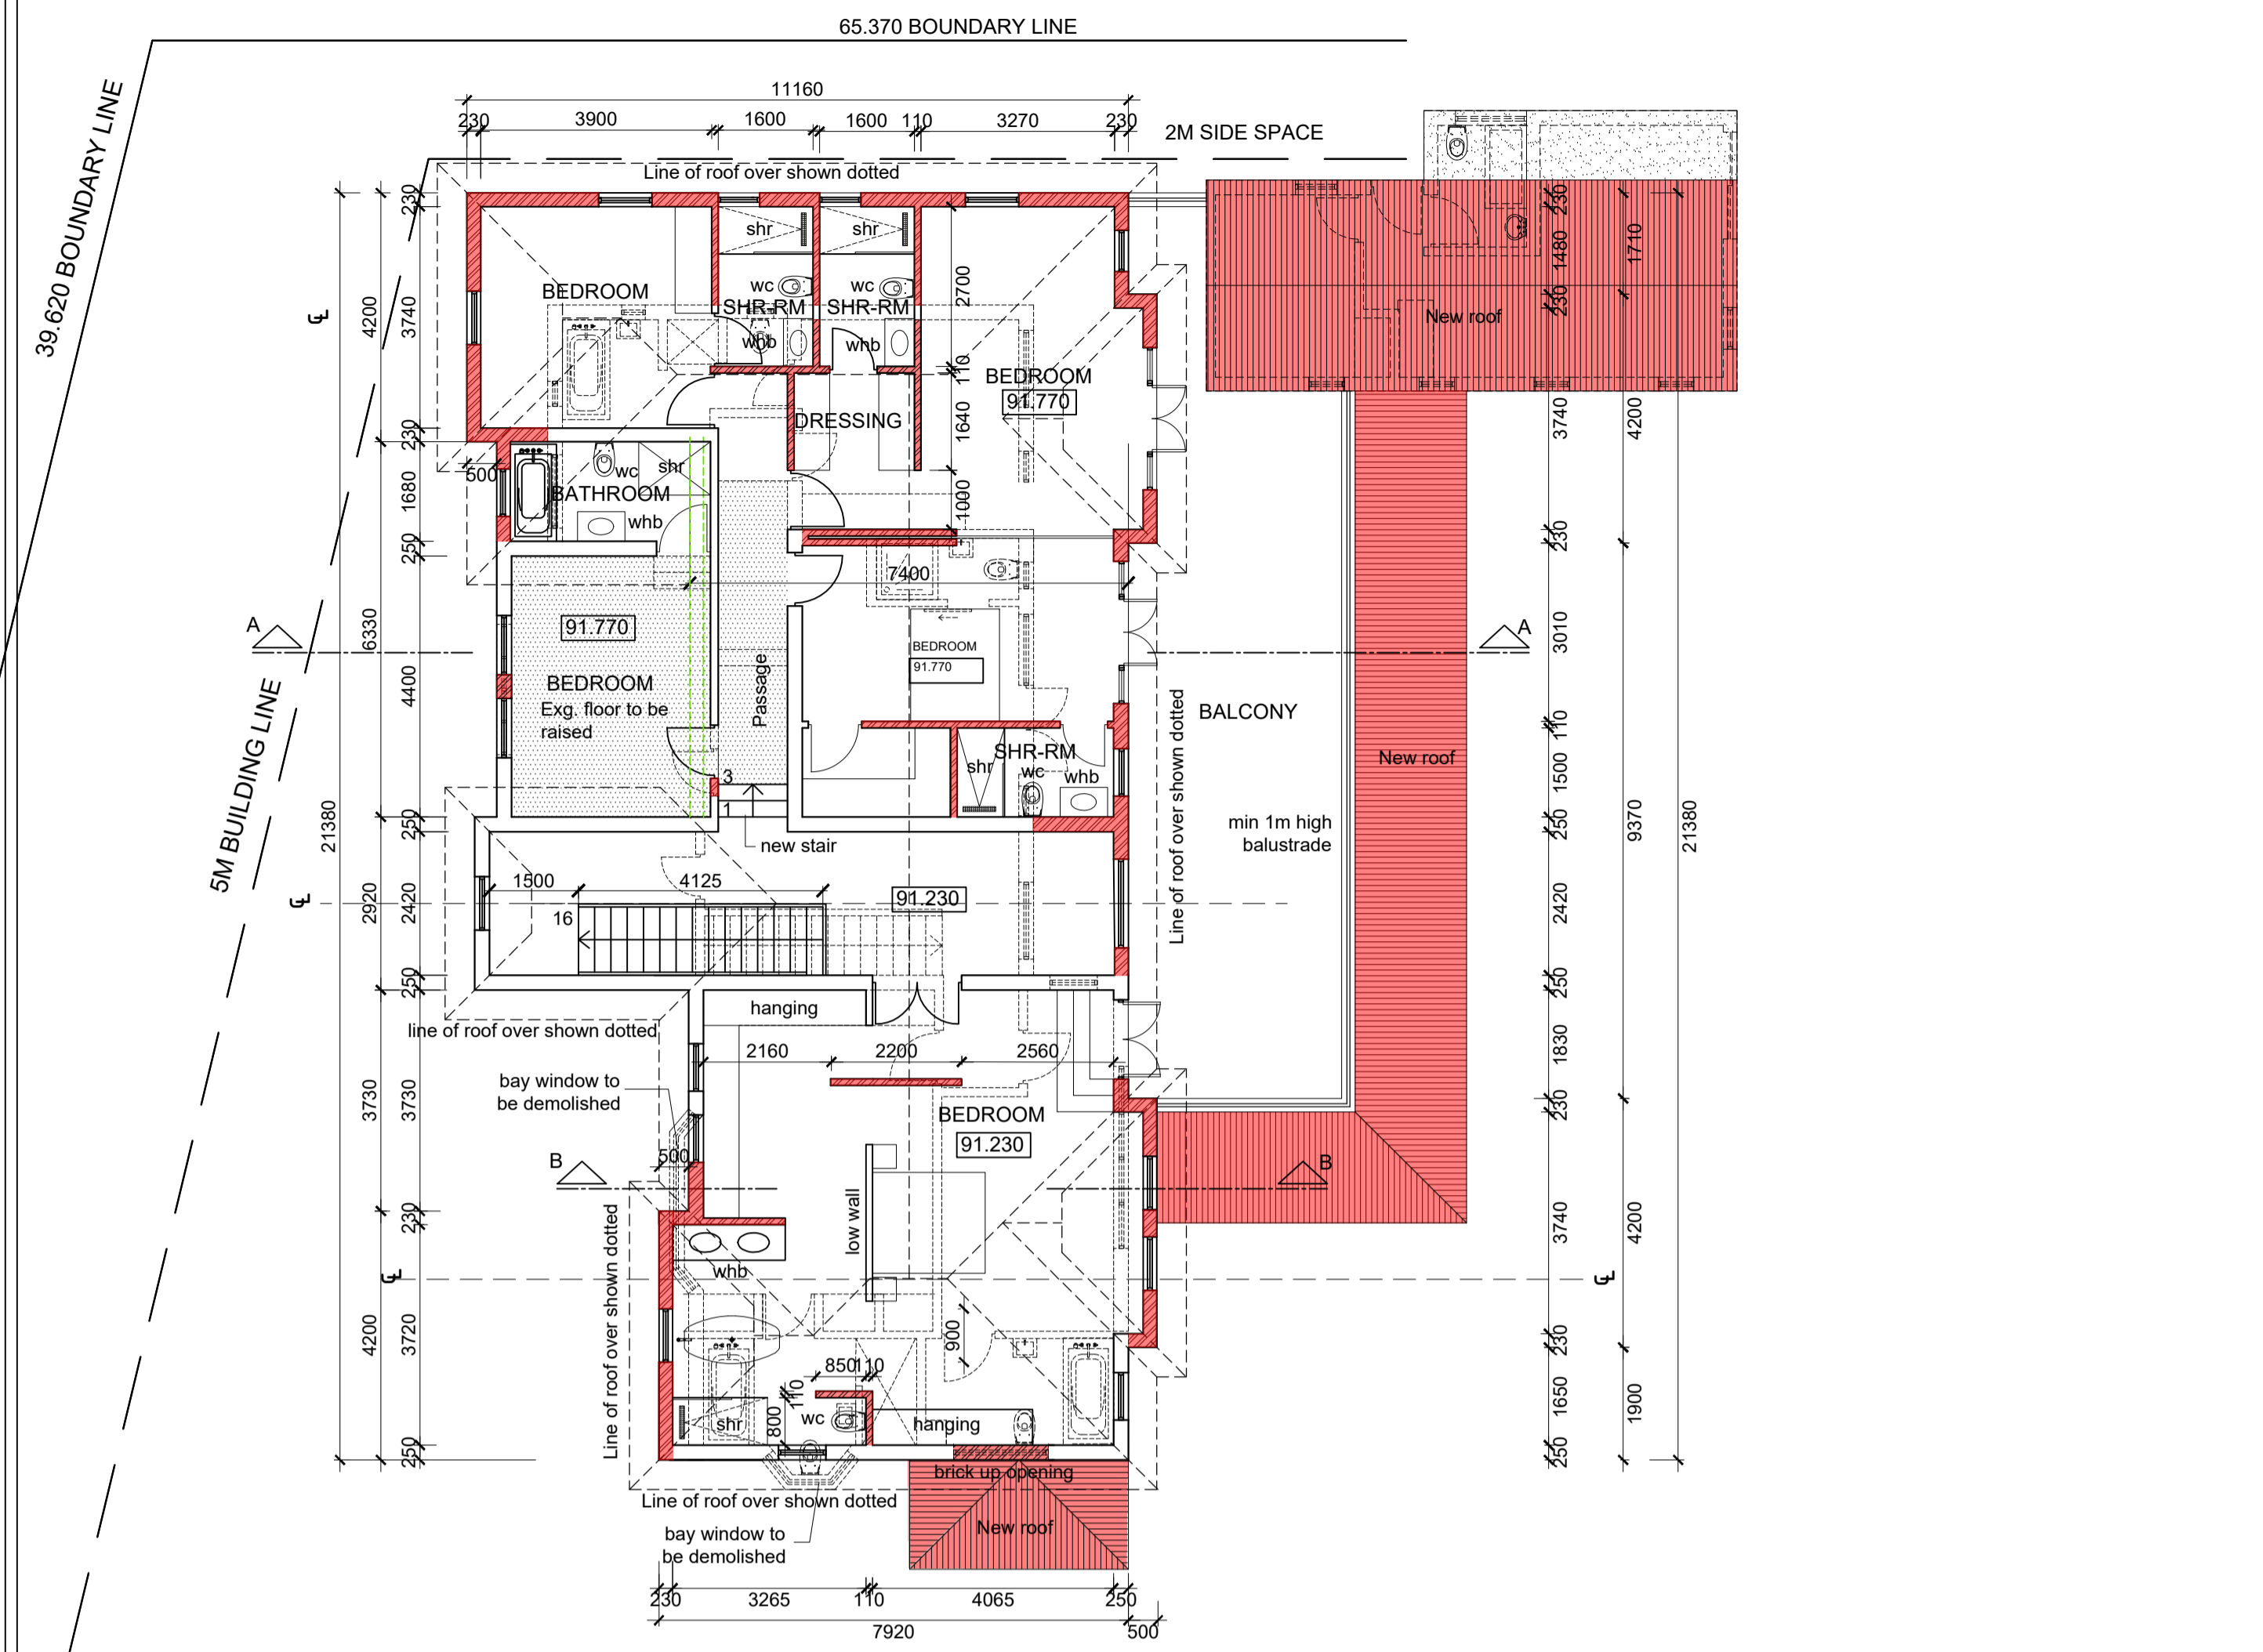 65.370 BOUNDARY LINE
39.620 BOUNDARY LINE
11160
230
3900
1600
1600
110
3270
230
2M SIDE SPACE
Line of roof over shown dotted
shr
shr
BEDROOM
wc
SHR-RM
whb
wc
SHR-RM
whb
2700
110
1640
1000
BEDROOM
91.770
DRESSING
New roof
500
wc
shr
BATHROOM
whb
7400
91.770
BEDROOM
Exg. floor to be
raised
Passage
BEDROOM
91.770
A
A
5M BUILDING LINE
SHR-RM
shr
wc
whb
3
1
new stair
Line of roof over shown dotted
BALCONY
min 1m high
balustrade
New roof
1500
4125
16
91.230
line of roof over shown dotted
hanging
2160
2200
2560
bay window to
be demolished
BEDROOM
91.230
B
B
500
low wall
whb
Line of roof over shown dotted
900
850
110
110
800
shr
wc
hanging
brick up opening
Line of roof over shown dotted
bay window to
be demolished
New roof
230
3265
110
4065
250
7920
500
21380
4200
6330
2920
3730
4200
230
3740
230
1680
250
4400
250
2420
250
3730
230
3720
250
230
1480
230
3740
230
3010
110
1500
250
2420
250
1830
230
3740
230
1650
250
1710
4200
9370
4200
1900
21380